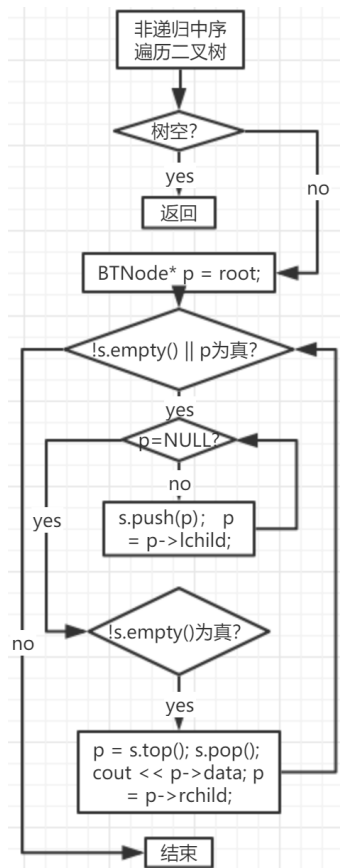 非递归中序
遍历二叉树
树空?
yes
no
返回
BTNode* p = root;
!s.empty() || p为真?
yes
p=NULL?
no
s.push(p); p
= p->lchild;
yes
!s.empty()为真?
no
yes
p = s.top(); s.pop();
cout << p->data; p
= p->rchild;
结束